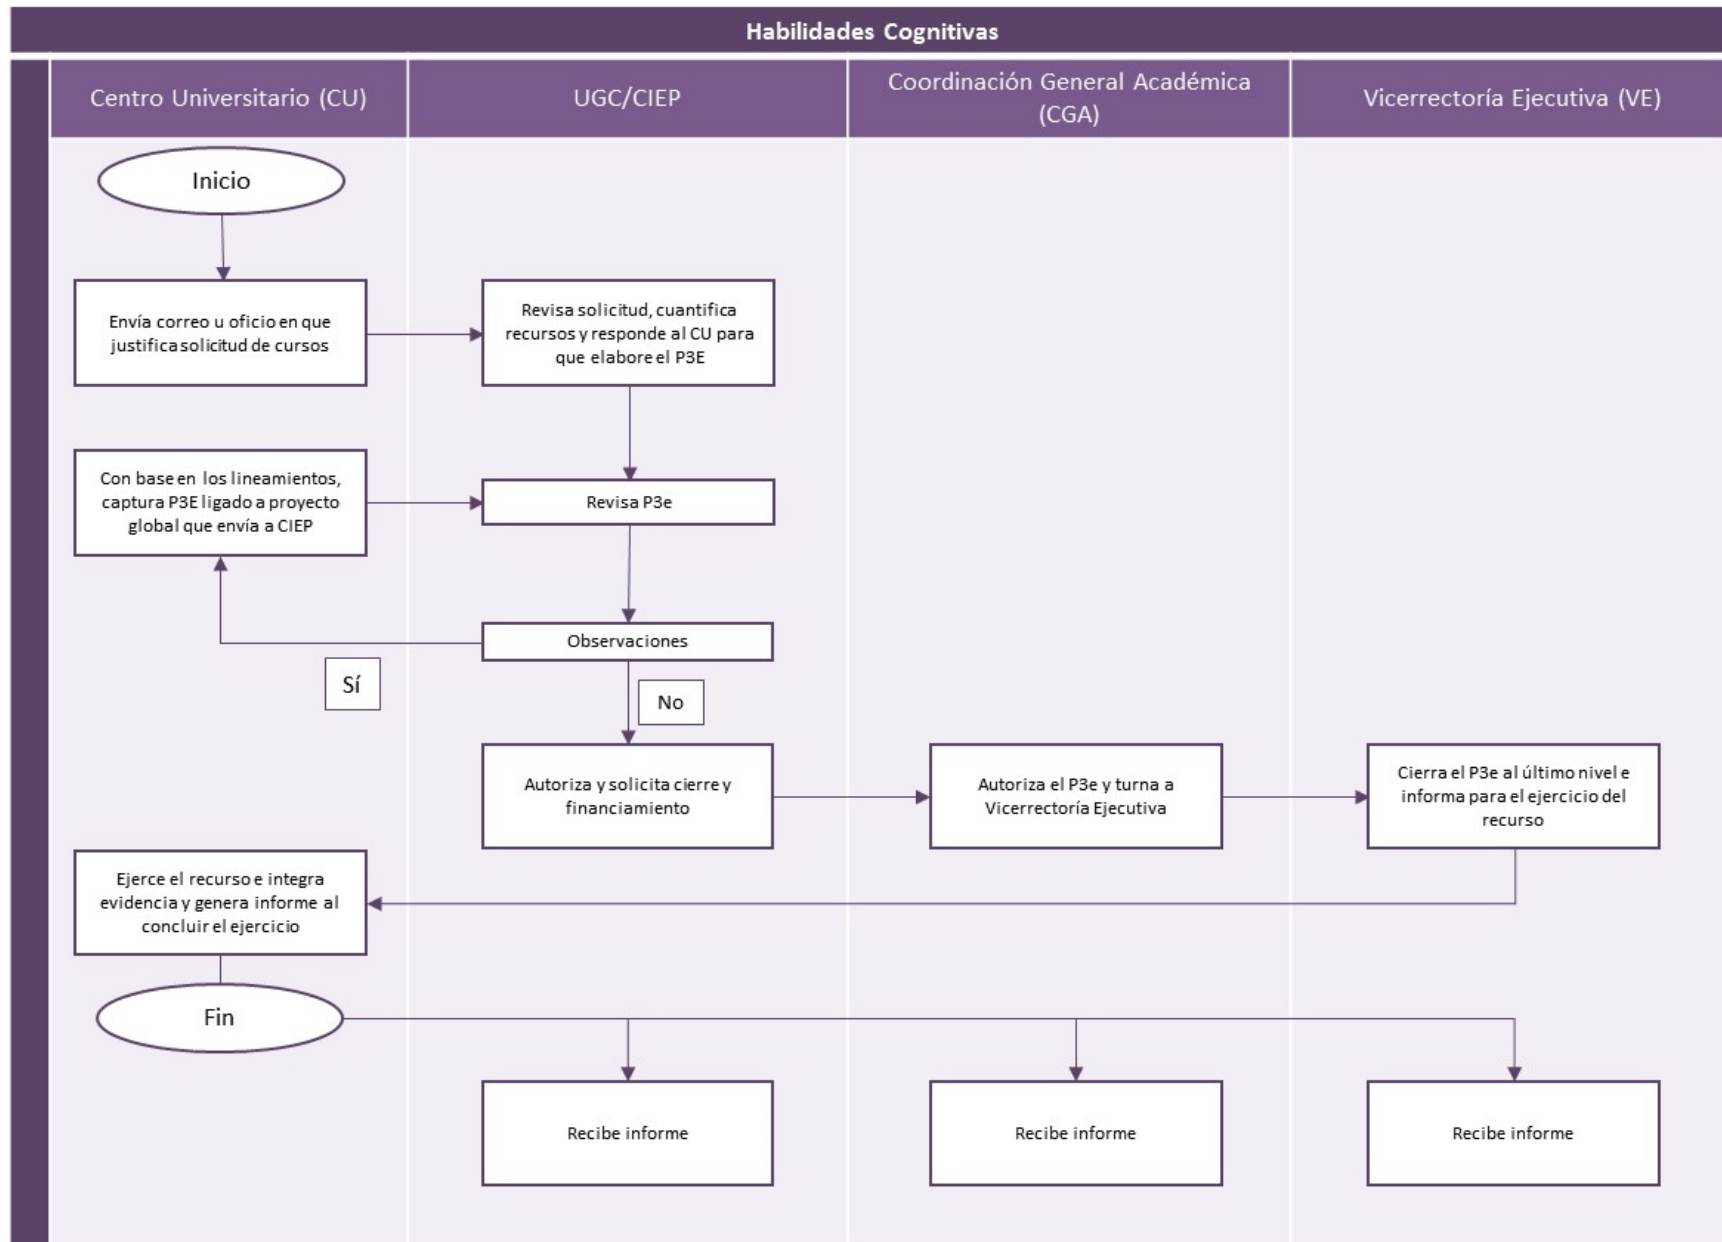 Habilidades Cognitivas
Centro Universitario (CU)
UGC/CIEP
Coordinación General Académica
(CGA)
Vicerrectoría Ejecutiva (VE)
Inicio
Envía correo u oficio en que
justifica solicitud de cursos
Revisa solicitud, cuantifica
recursos y responde al CU para
que elabore el P3E
Con base en los lineamientos,
captura P3E ligado a proyecto
global que envía a CIEP
Revisa P3e
Observaciones
Sí
No
Autoriza y solicita cierre y
financiamiento
Autoriza el P3e y turna a
Vicerrectoría Ejecutiva
Cierra el P3e al último nivel e
informa para el ejercicio del
recurso
Ejerce el recurso e integra
evidencia y genera informe al
concluir el ejercicio
Fin
Recibe informe
Recibe informe
Recibe informe